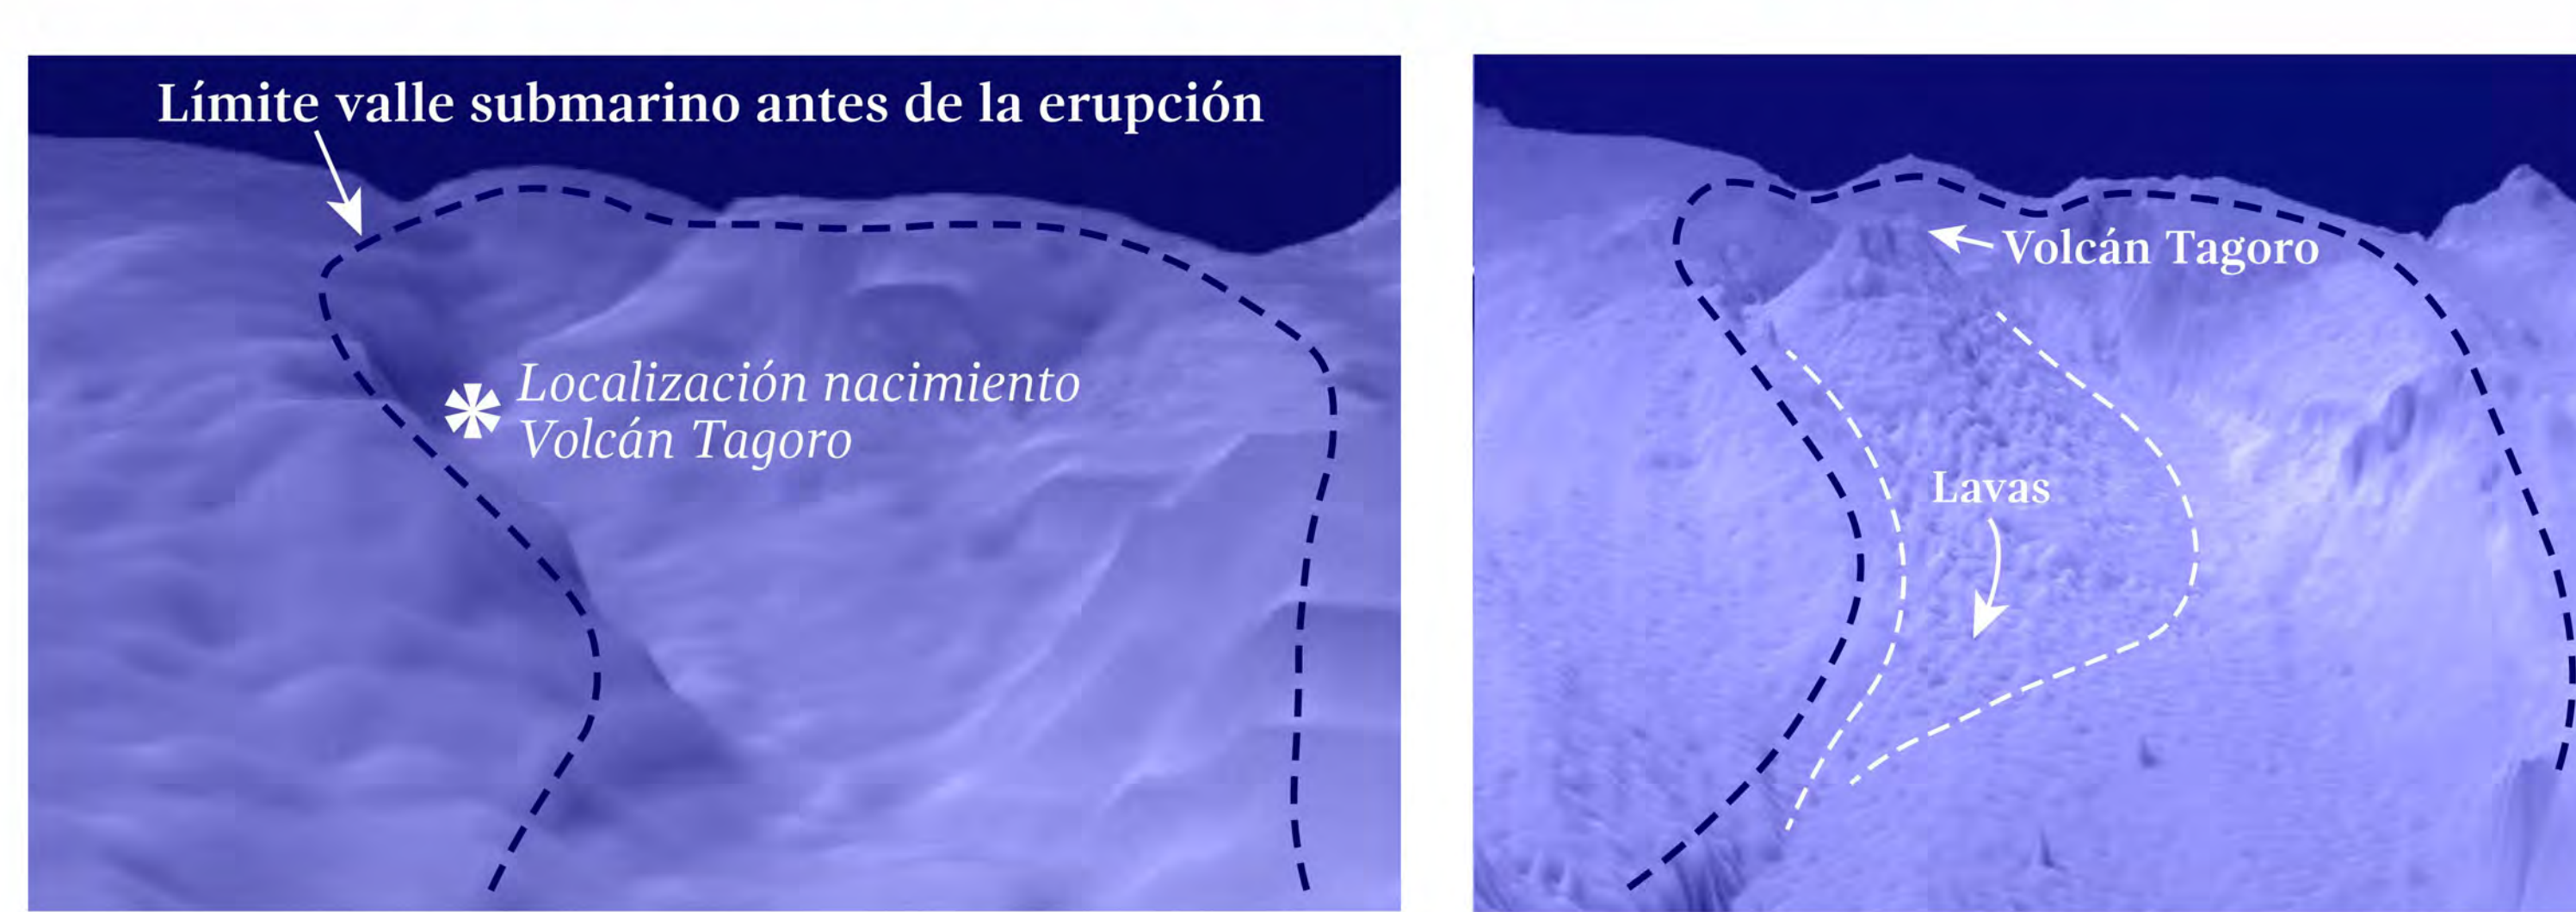 Límite valle submarino antes de la erupción
Localización nacimiento
Volcán Tagoro
Volcán Tagoro
Lavas